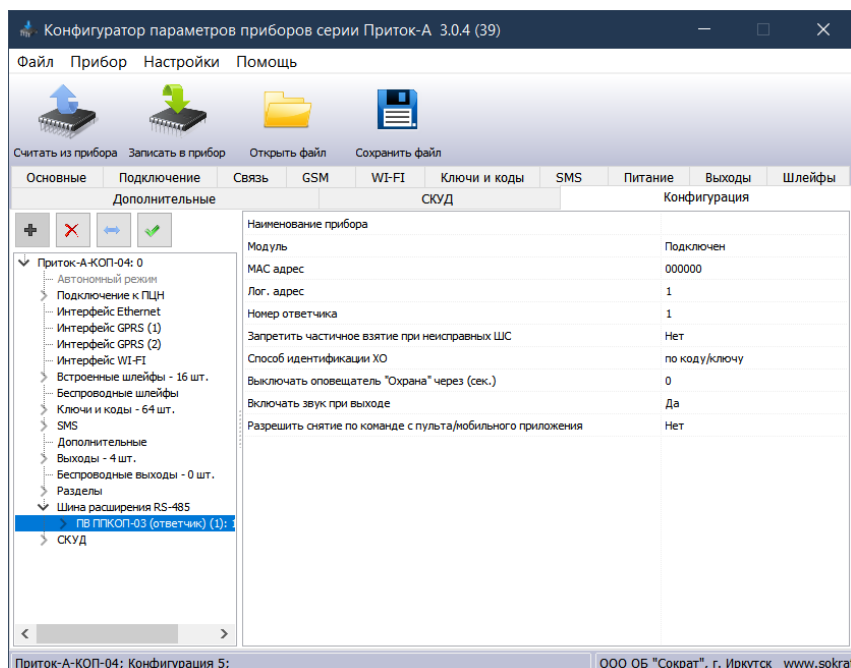 Конфигуратор параметров приборов серии Приток-А 3.0.4 (39)
Файл Прибор Настройки Помощь
Считать из прибора Записать в прибор Открыть файл Сохранить файл
Основные Подключение Связь GSM WI-FI Ключи и коды SMS Питание Выходы Шлейфы
Дополнительные СКУД Конфигурация
Приток-А-КОП-04: 0
Автономный режим
Подключение к ПЦН
Интерфейс Ethernet
Интерфейс GPRS (1)
Интерфейс GPRS (2)
Интерфейс WI-FI
Встроенные шлейфы - 16 шт.
Беспроводные шлейфы
Ключи и коды - 64 шт.
SMS
Дополнительные
Выходы - 4 шт.
Беспроводные выходы - 0 шт.
Разделы
Шина расширения RS-485
ПВ ППКОП-03 (ответчик) (1): 1
СКУД
Наименование прибора
Модуль Подключен
MAC адрес 000000
Лог. адрес 1
Номер ответчика 1
Запретить частичное взятие при неисправных ШС Нет
Способ идентификации ХО по коду/ключу
Выключать оповещатель "Охрана" через (сек.) 0
Включать звук при выходе Да
Разрешить снятие по команде с пульта/мобильного приложения Нет
Приток-А-КОП-04; Конфигурация 5; ООО ОБ "Сократ", г. Иркутск www.sokra